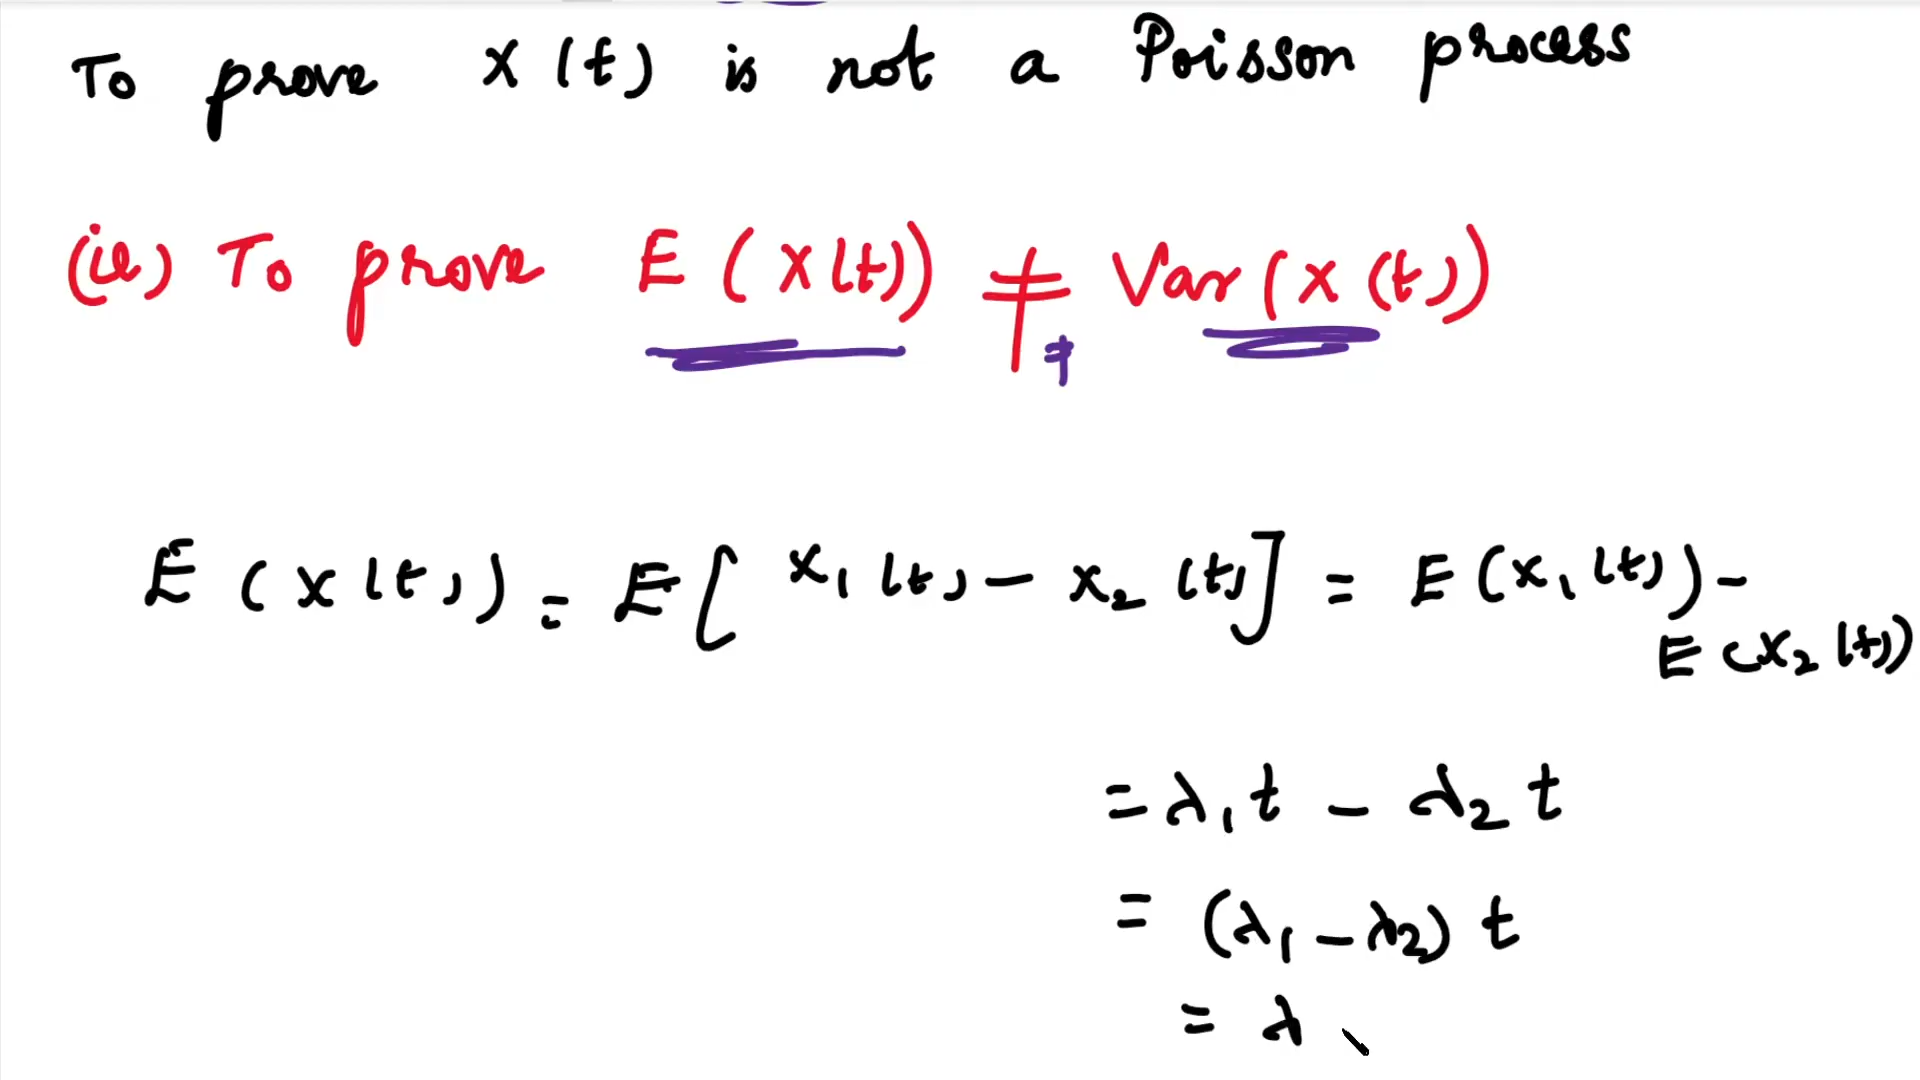 To prove X(t) is not a Poisson process
(ie) To prove E(X(t)) ≠ Var(X(t))
≠
E(X(t)) = E[X₁(t) - X₂(t)] = E(X₁(t)) -
E(X₂(t))
= λ₁t - λ₂t
= (λ₁ - λ₂) t
= λ